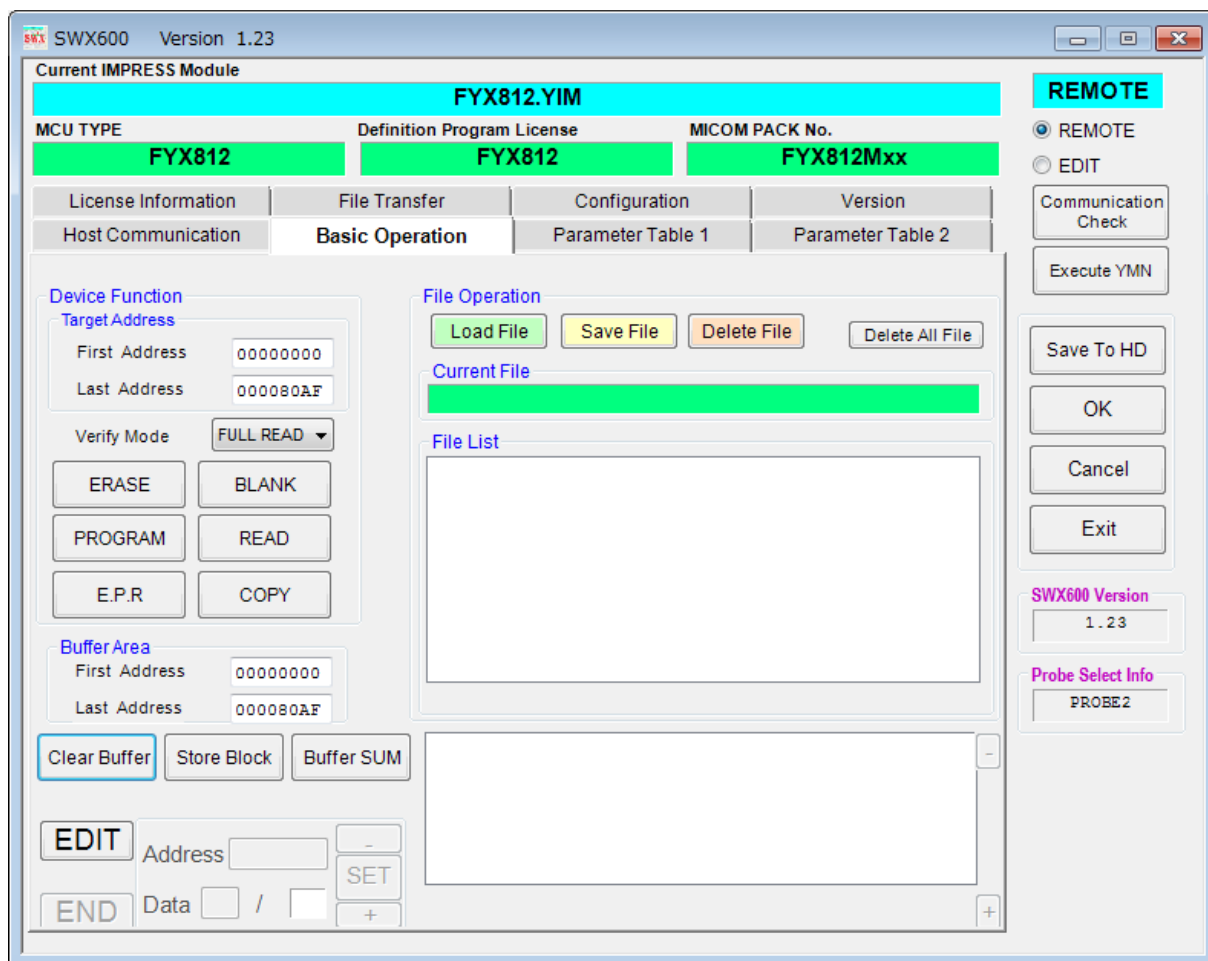 SWX SWX600 Version 1.23
Current IMPRESS Module
FYX812.YIM
MCU TYPE Definition Program License MICOM PACK No.
FYX812 FYX812 FYX812Mxx
License Information File Transfer Configuration Version
Host Communication Basic Operation Parameter Table 1 Parameter Table 2
Device Function
Target Address
First Address 00000000
Last Address 000080AF
Verify Mode FULL READ
ERASE BLANK
PROGRAM READ
E.P.R COPY
Buffer Area
First Address 00000000
Last Address 000080AF
Clear Buffer Store Block Buffer SUM
EDIT Address -
SET
END Data / +
File Operation
Load File Save File Delete File Delete All File
Current File
File List
-
+
REMOTE
REMOTE
EDIT
Communication
Check
Execute YMN
Save To HD
OK
Cancel
Exit
SWX600 Version
1.23
Probe Select Info
PROBE2